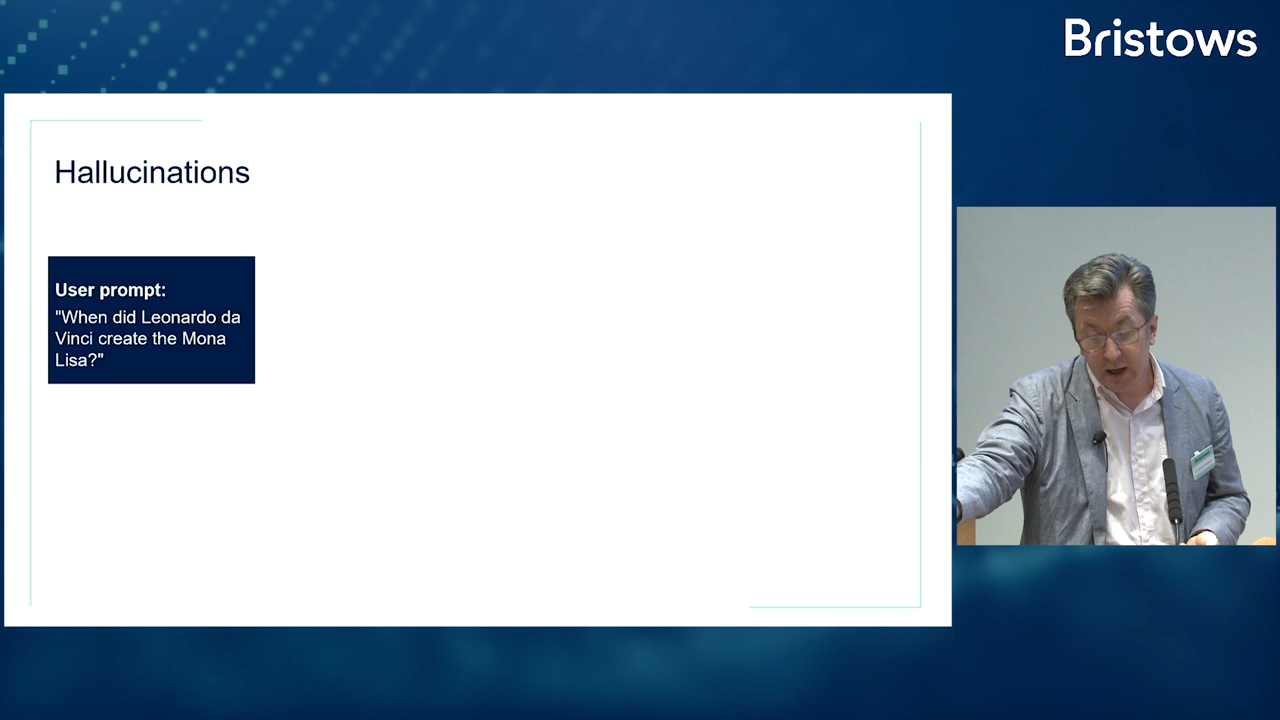 Bristows
Hallucinations
User prompt:
"When did Leonardo da
Vinci create the Mona
Lisa?"